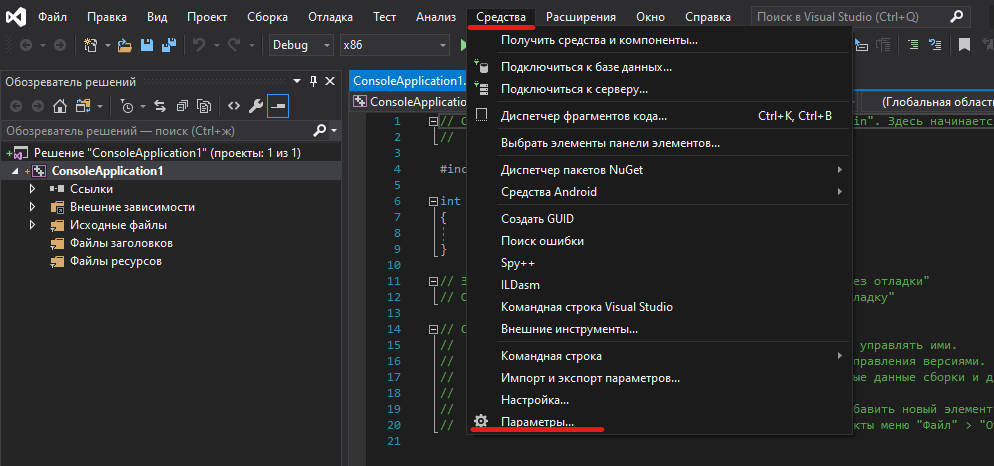 Файл Правка Вид Проект Сборка Отладка Тест Анализ Средства Расширения Окно Справка Поиск в Visual Studio (Ctrl+Q)
Debug x86
Обозреватель решений
Обозреватель решений — поиск (Ctrl+ж)
Решение "ConsoleApplication1" (проекты: 1 из 1)
ConsoleApplication1
Ссылки
Внешние зависимости
Исходные файлы
Файлы заголовков
Файлы ресурсов
ConsoleApplication1.
ConsoleApplicatio
(Глобальная област
1 // C
in". Здесь начинается
2 //
3
4 #inc
5
6 int
7 {
8
9 }
10
11 // З
ез отладки"
12 // О
ладку"
13
14 // С
15 //
управлять ими.
16 //
правления версиями.
17 //
ые данные сборки и д
18 //
19 //
бавить новый элемент
20 //
кты меню "Файл" > "О
21
Получить средства и компоненты...
Подключиться к базе данных...
Подключиться к серверу...
Диспетчер фрагментов кода... Ctrl+K, Ctrl+B
Выбрать элементы панели элементов...
Диспетчер пакетов NuGet
Средства Android
Создать GUID
Поиск ошибки
Spy++
ILDasm
Командная строка Visual Studio
Внешние инструменты...
Командная строка
Импорт и экспорт параметров...
Настройка...
Параметры...